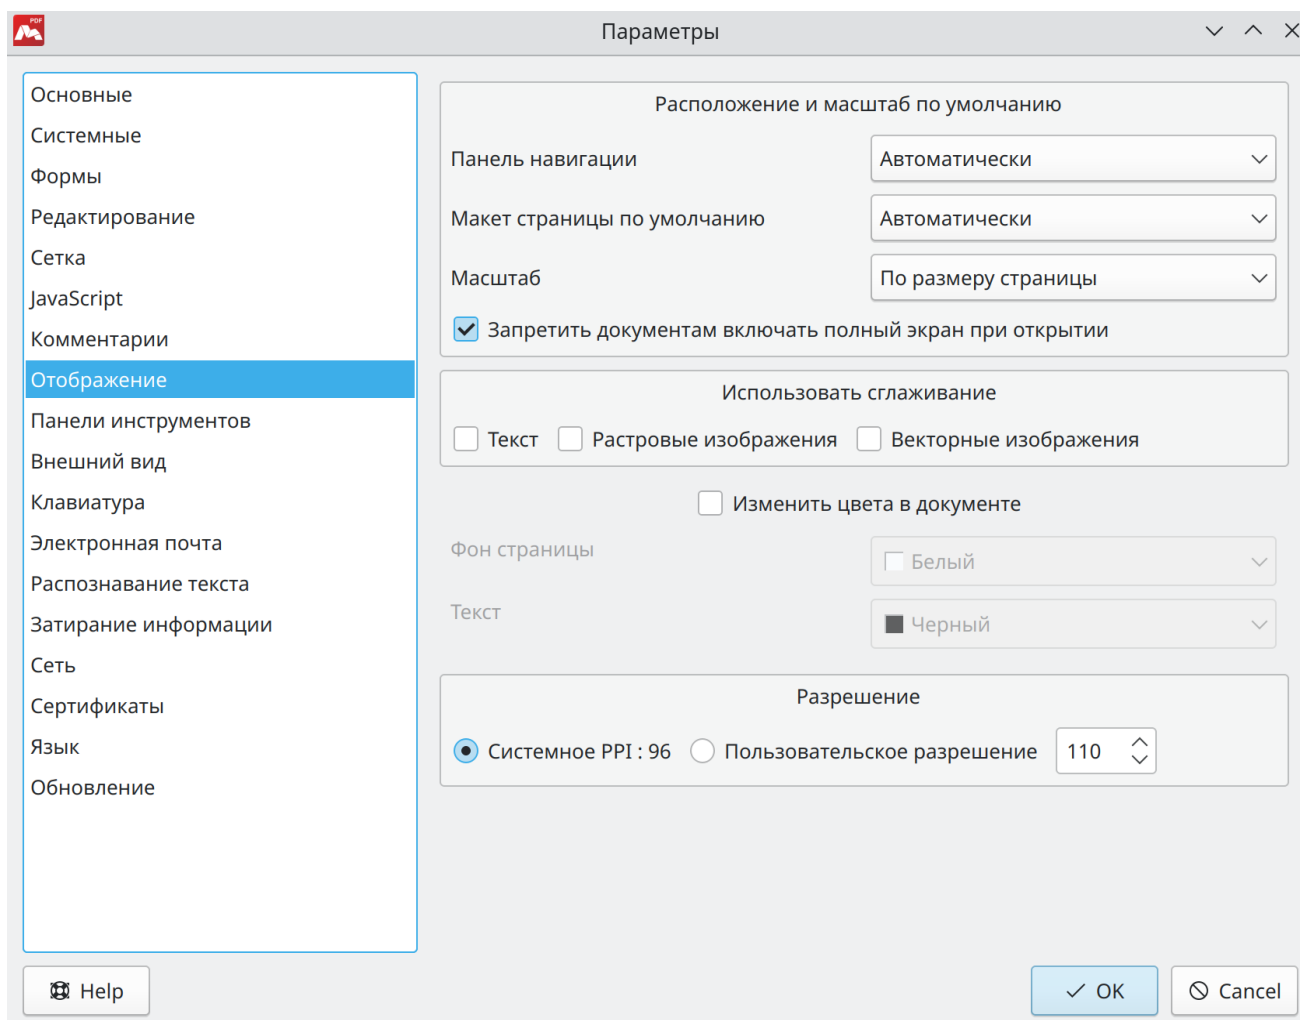 PDF
Параметры
Основные
Системные
Формы
Редактирование
Сетка
JavaScript
Комментарии
Отображение
Панели инструментов
Внешний вид
Клавиатура
Электронная почта
Распознавание текста
Затирание информации
Сеть
Сертификаты
Язык
Обновление
Расположение и масштаб по умолчанию
Панель навигации Автоматически
Макет страницы по умолчанию Автоматически
Масштаб По размеру страницы
Запретить документам включать полный экран при открытии
Использовать сглаживание
Текст Растровые изображения Векторные изображения
Изменить цвета в документе
Фон страницы Белый
Текст Черный
Разрешение
Системное PPI : 96 Пользовательское разрешение 110
Help OK Cancel